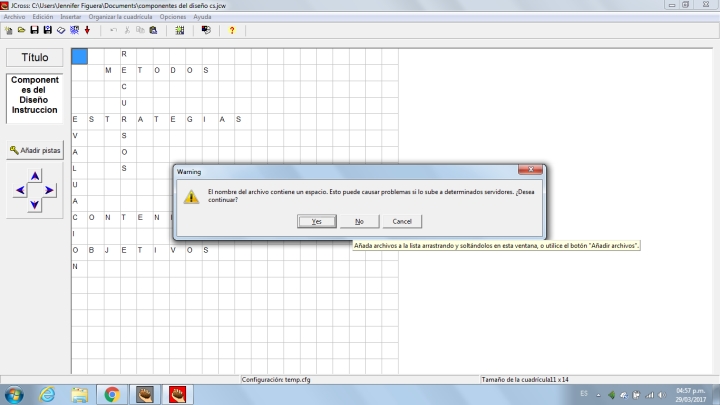 JCross: C:\Users\Jennifer Figuera\Documents\componentes del diseño cs.jcw
Archivo Edición Insertar Organizar la cuadrícula Opciones Ayuda
Título
Component
es del
Diseño
Instruccion
Añadir pistas
R
M E T O D O S
C
U
E S T R A T E G I A S
V S
A O
L S
U
A
C O N T E N
I
O B J E T I V O S
N
Warning
El nombre del archivo contiene un espacio. Esto puede causar problemas si lo sube a determinados servidores. ¿Desea
continuar?
Yes No Cancel
Añada archivos a la lista arrastrando y soltándolos en esta ventana, o utilice el botón "Añadir archivos".
Configuración: temp.cfg Tamaño de la cuadrícula11 x 14
ES 04:57 p.m.
29/03/2017